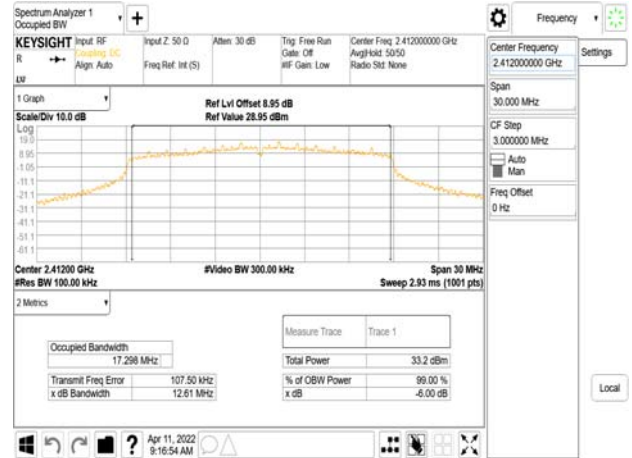 Spectrum Analyzer 1
Occupied BW
Frequency
KEYSIGHT
R
LVI
Input: RF
Coupling: DC
Align: Auto
Input Z: 50 Ω
Freq Ref: Int (S)
Atten: 30 dB
Trig: Free Run
Gate: Off
#IF Gain: Low
Center Freq: 2.412000000 GHz
Avg|Hold: 50/50
Radio Std: None
Center Frequency
2.412000000 GHz
Settings
Span
30.000 MHz
CF Step
3.000000 MHz
Auto
Man
Freq Offset
0 Hz
Local
1 Graph
Scale/Div 10.0 dB
Ref Lvl Offset 8.95 dB
Ref Value 28.95 dBm
Log
19.0
8.95
-1.05
-11.1
-21.1
-31.1
-41.1
-51.1
-61.1
Center 2.41200 GHz
#Res BW 100.00 kHz
#Video BW 300.00 kHz
Span 30 MHz
Sweep 2.93 ms (1001 pts)
2 Metrics
Measure Trace Trace 1
Occupied Bandwidth
17.298 MHz
Total Power 33.2 dBm
Transmit Freq Error 107.50 kHz
% of OBW Power 99.00 %
x dB Bandwidth 12.61 MHz
x dB -6.00 dB
?
Apr 11, 2022
9:16:54 AM